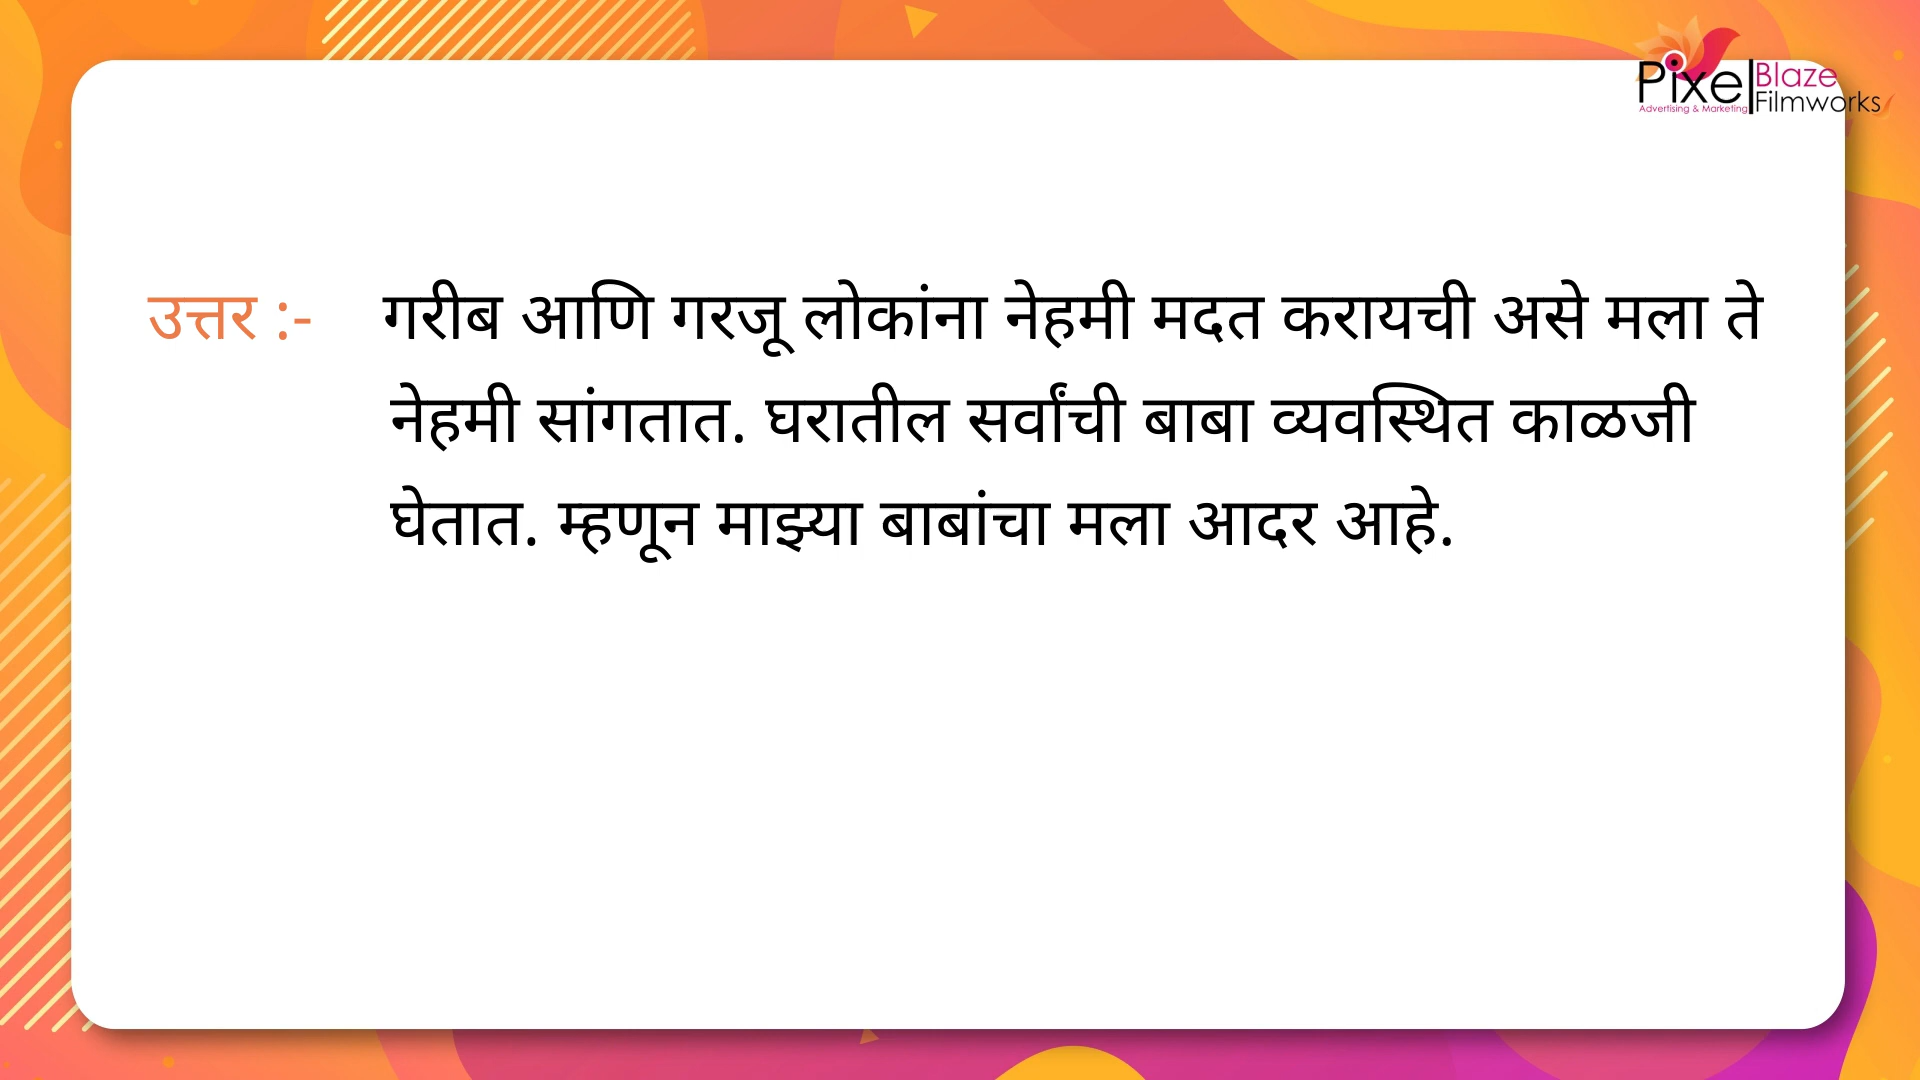 Pixel Blaze
Advertising & Marketing Filmworks
उत्तर :- गरीब आणि गरजू लोकांना नेहमी मदत करायची असे मला ते
नेहमी सांगतात. घरातील सर्वांची बाबा व्यवस्थित काळजी
घेतात. म्हणून माझ्या बाबांचा मला आदर आहे.